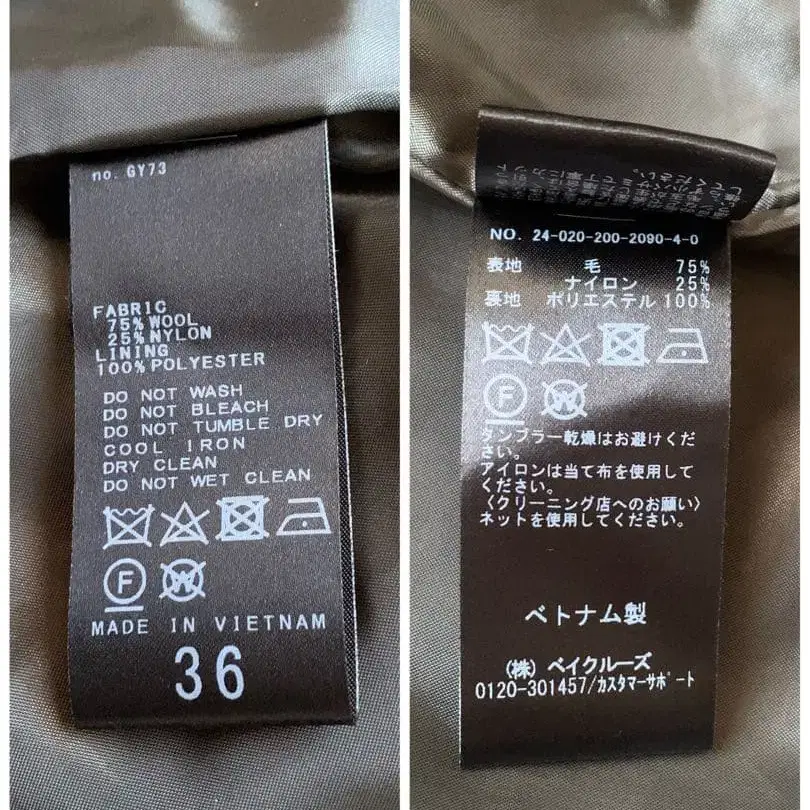 no. GY73
FABRIC
75% WOOL
25% NYLON
LINING
100% POLYESTER
DO NOT WASH
DO NOT BLEACH
DO NOT TUMBLE DRY
COOL IRON
DRY CLEAN
DO NOT WET CLEAN
F W
MADE IN VIETNAM
36
してください。
NO. 24-020-200-2090-4-0
表地 毛 75%
ナイロン 25%
裏地 ポリエステル 100%
F W
タンブラー乾燥はお避けくだ
さい。
アイロンは当て布を使用して
ください。
〈クリーニング店へのお願い〉
ネットを使用してください。
ベトナム製
(株) ベイクルーズ
0120-301457/カスタマーサポート